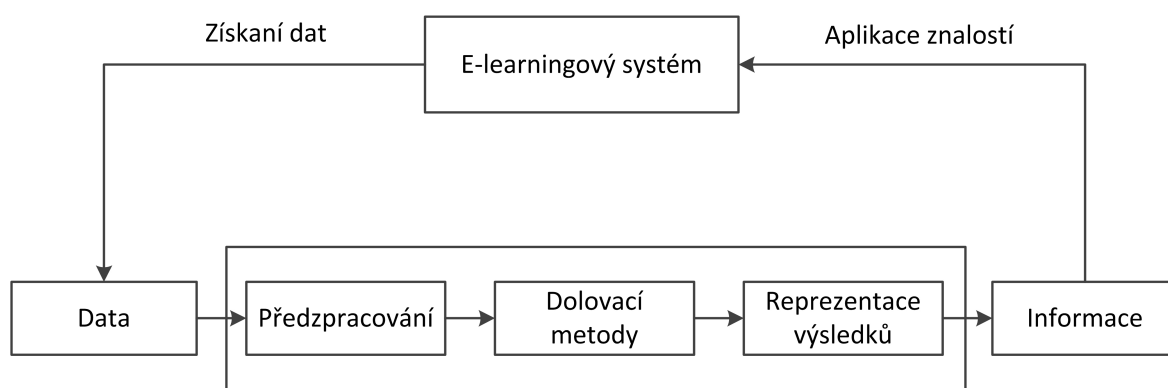 Získaní dat
E-learningový systém
Aplikace znalostí
Data
Předzpracování
Dolovací
metody
Reprezentace
výsledků
Informace